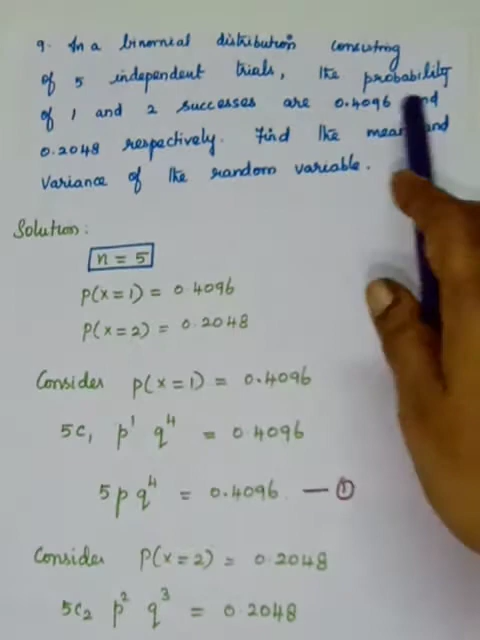 9. In a binomial distribution consisting
of 5 independent trials, the probability
of 1 and 2 successes are 0.4096 and
0.2048 respectively. Find the mean and
variance of the random variable.
Solution:
n = 5
P(x=1) = 0.4096
P(x=2) = 0.2048
Consider P(x=1) = 0.4096
5C₁ p¹ q⁴ = 0.4096
5pq⁴ = 0.4096 — ①
Consider P(x=2) = 0.2048
5C₂ p² q³ = 0.2048